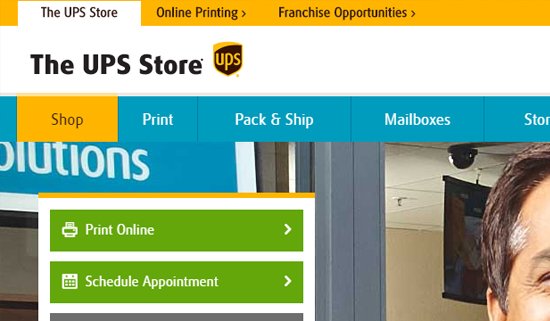 The UPS Store
Online Printing >
Franchise Opportunities >
The UPS Store
ups
Shop
Print
Pack & Ship
Mailboxes
olutions
Print Online
Schedule Appointment